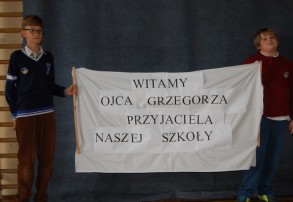 WITAMY
OJCA GRZEGORZA
PRZYJACIELA
NASZEJ SZKOŁY